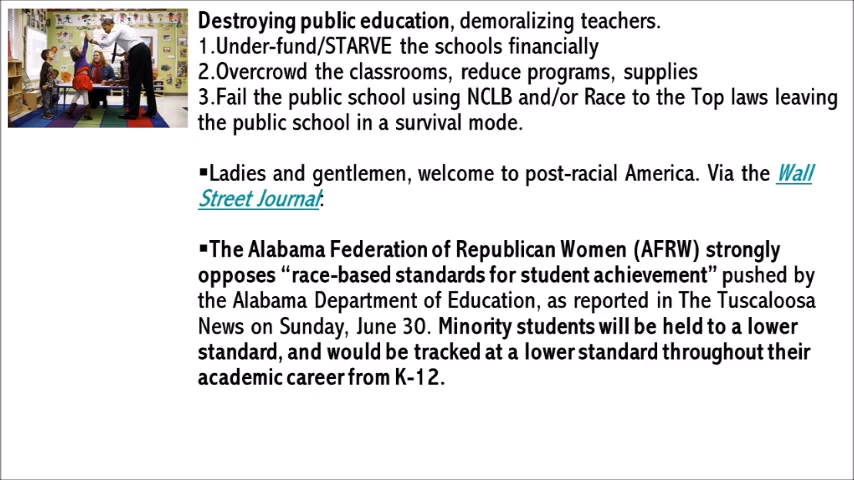 Destroying public education, demoralizing teachers.
1.Under-fund/STARVE the schools financially
2.Overcrowd the classrooms, reduce programs, supplies
3.Fail the public school using NCLB and/or Race to the Top laws leaving
the public school in a survival mode.
▪Ladies and gentlemen, welcome to post-racial America. Via the Wall
Street Journal:
▪The Alabama Federation of Republican Women (AFRW) strongly
opposes “race-based standards for student achievement” pushed by
the Alabama Department of Education, as reported in The Tuscaloosa
News on Sunday, June 30. Minority students will be held to a lower
standard, and would be tracked at a lower standard throughout their
academic career from K-12.